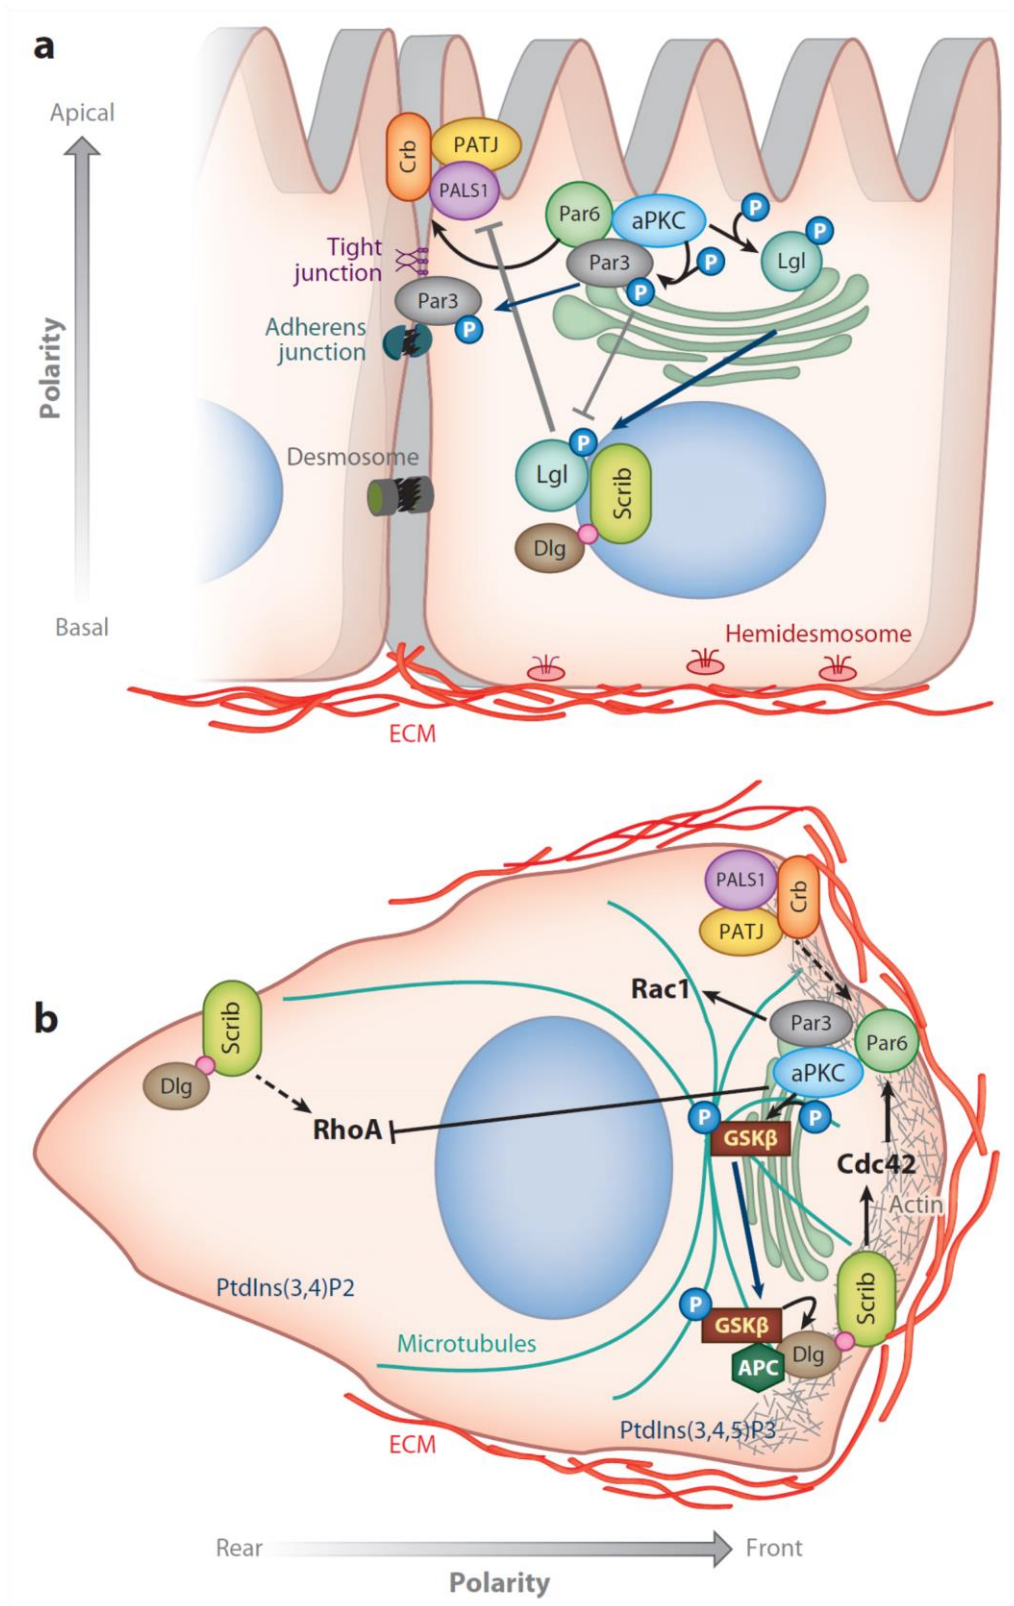 a
Apical
Polarity
Basal
Crb
PATJ
PALS1
Par6
aPKC
P
P
Lgl
Par3
P
P
Tight
junction
Par3
P
Adherens
junction
Desmosome
P
Lgl
Scrib
Dlg
Hemidesmosome
ECM
b
PALS1
Crb
PATJ
Rac1
Par3
Par6
aPKC
Scrib
Dlg
RhoA
P
P
GSKβ
Cdc42
Actin
PtdIns(3,4)P2
Microtubules
P
GSKβ
Scrib
Dlg
APC
PtdIns(3,4,5)P3
ECM
Rear
Front
Polarity